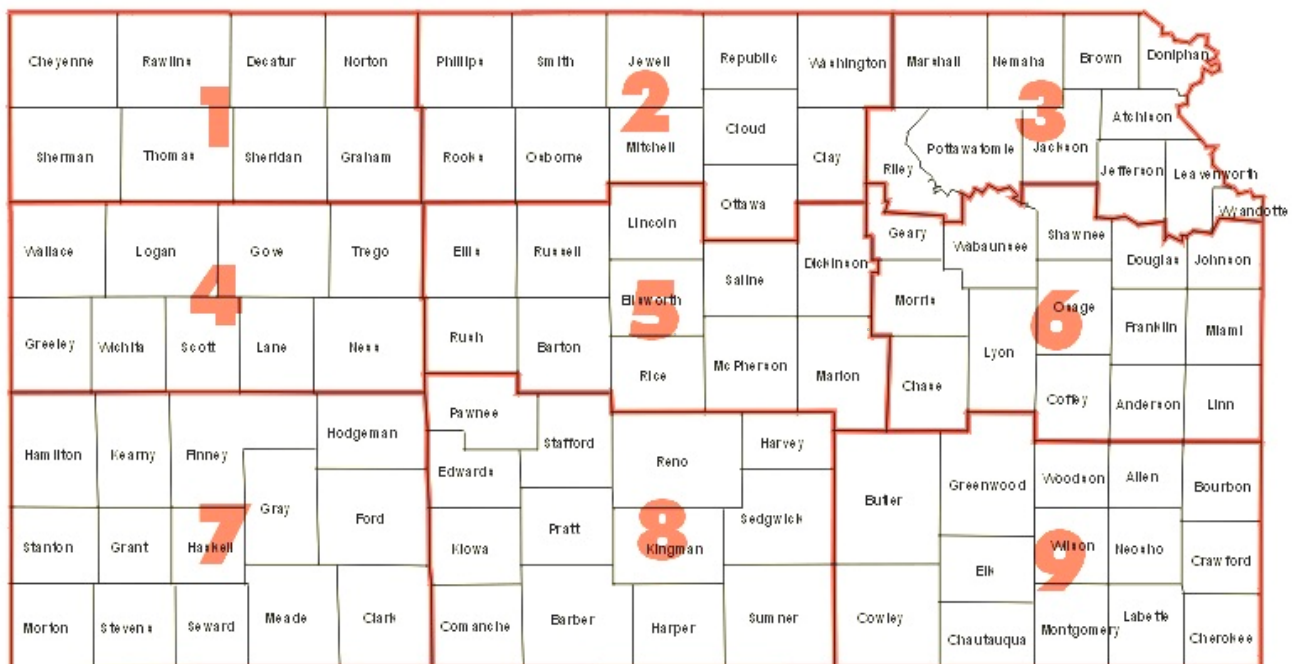 Cheyenne Rawlins Decatur Norton Phillips Smith Jewell Republic Washington Marshall Nemaha Brown Doniphan
1 2 3
Sherman Thomas Sheridan Graham Rooks Osborne Mitchell Cloud Clay Riley Pottawatomie Jackson Atchison
Ottawa Jefferson Leavenworth Wyandotte
Wallace Logan Gove Trego Ellis Russell Lincoln Saline Dickinson Geary Wabaunsee Shawnee Douglas Johnson
4 5 6
Greeley Wichita Scott Lane Ness Rush Barton Ellsworth Rice McPherson Marion Morris Chase Lyon Osage Franklin Miami
Coffey Anderson Linn
Hamilton Kearny Finney Hodgeman Pawnee Stafford Reno Harvey Butler Greenwood Woodson Allen Bourbon
Edwards
Gray Ford
7 8 9
Stanton Grant Haskell Kiowa Pratt Kingman Sedgwick Elk Wilson Neosho Crawford
Morton Stevens Seward Meade Clark Comanche Barber Harper Sumner Cowley Chautauqua Montgomery Labette Cherokee